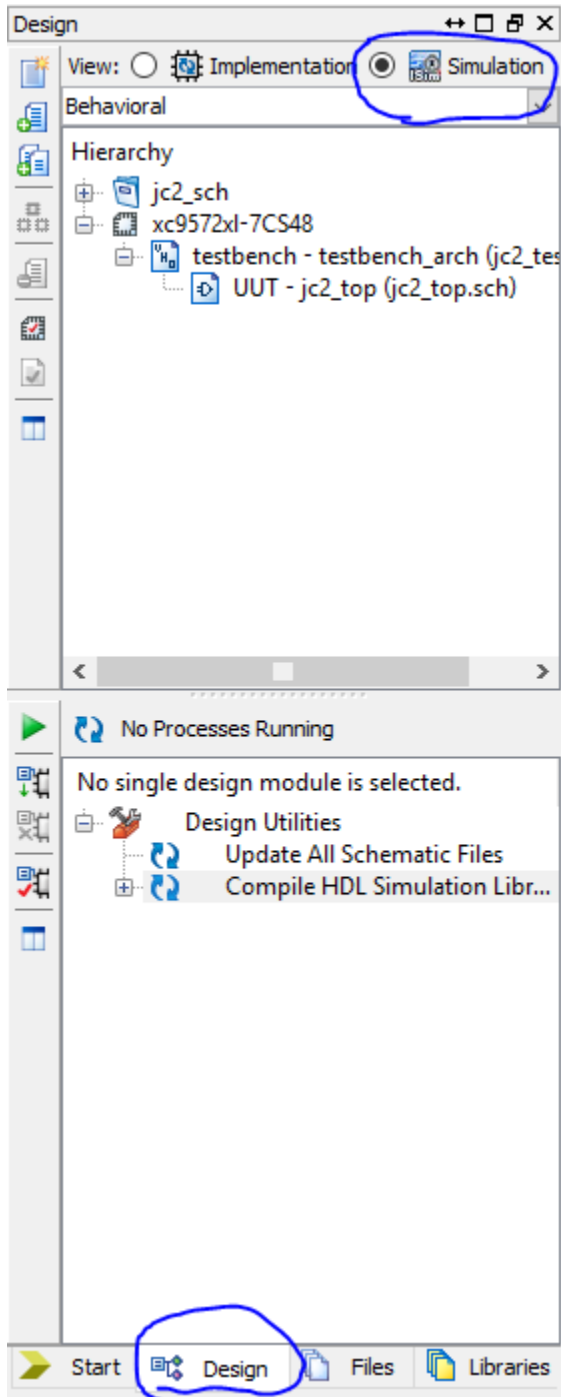 Design
View: Implementation Simulation
Behavioral
Hierarchy
jc2_sch
xc9572xl-7CS48
testbench - testbench_arch (jc2_tes
UUT - jc2_top (jc2_top.sch)
No Processes Running
No single design module is selected.
Design Utilities
Update All Schematic Files
Compile HDL Simulation Libr...
Start Design Files Libraries